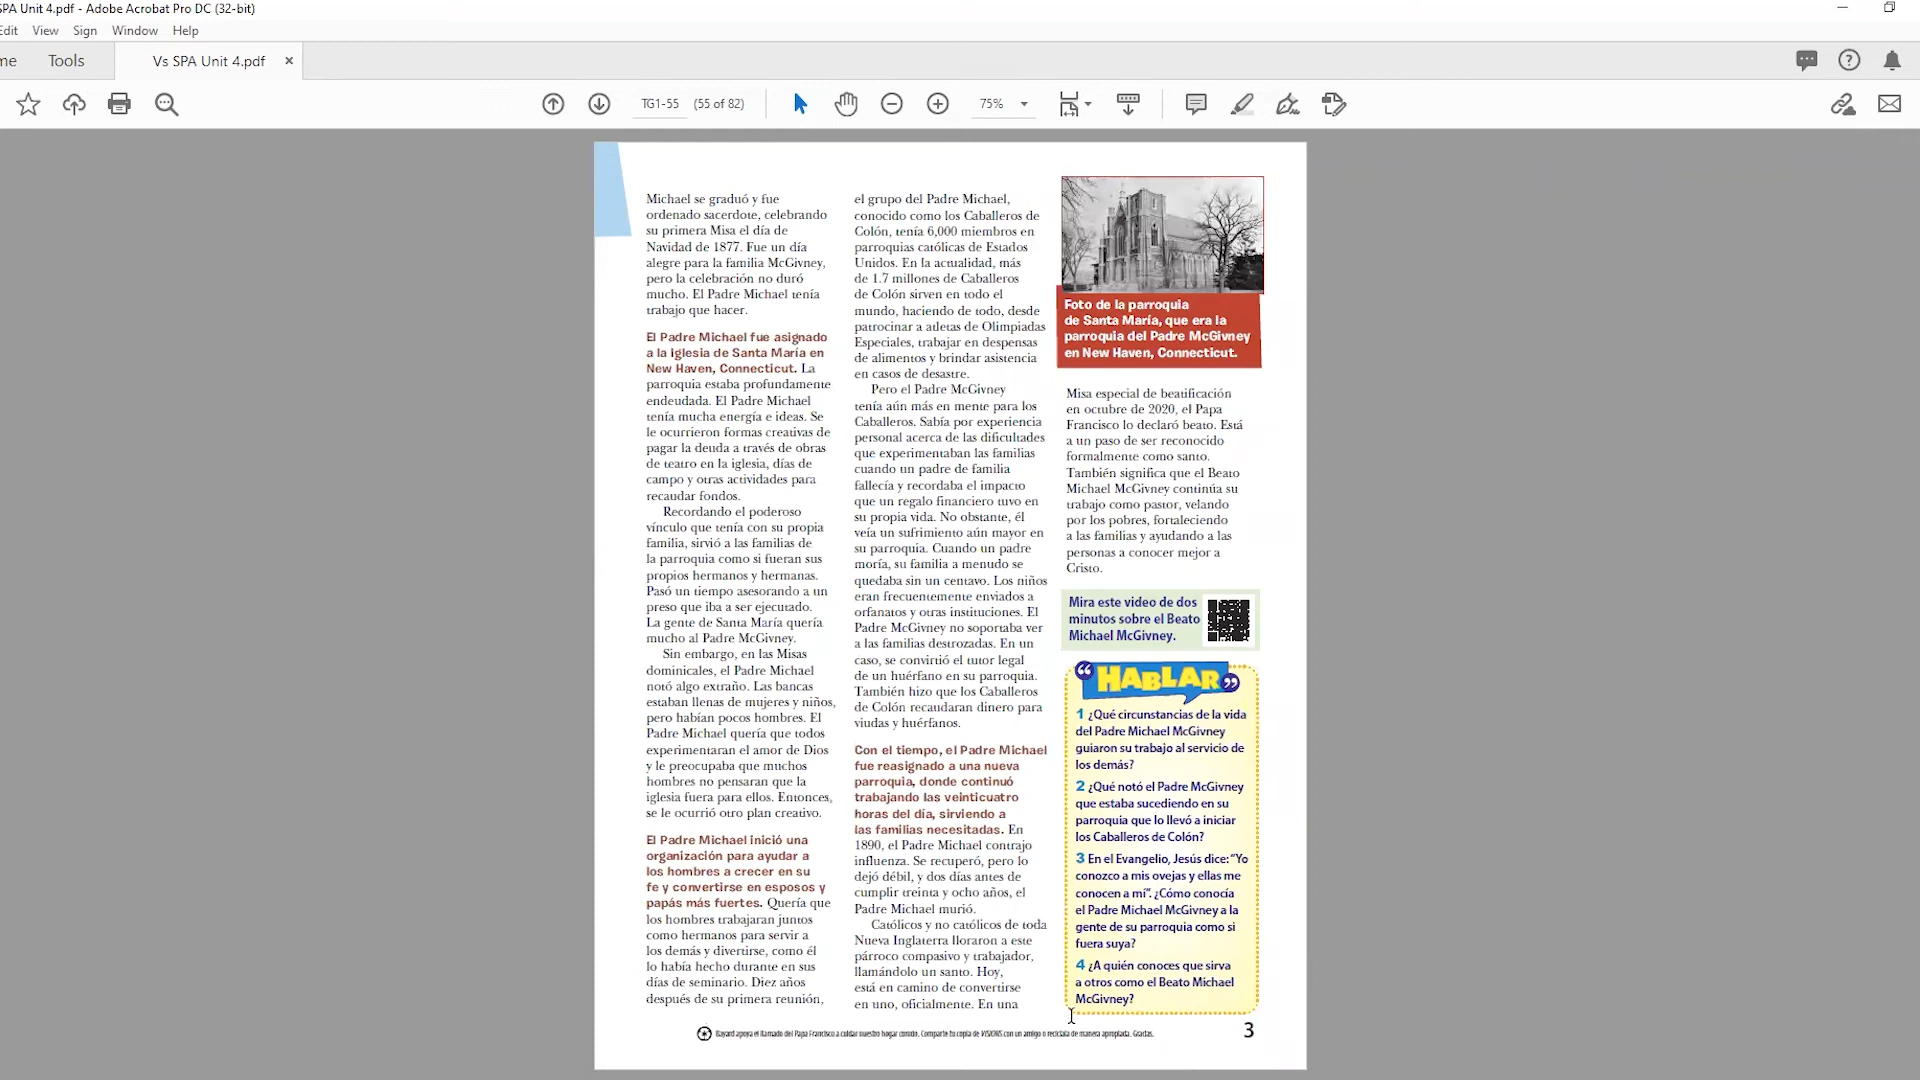 SPA Unit 4.pdf - Adobe Acrobat Pro DC (32-bit)
Edit View Sign Window Help
me Tools Vs SPA Unit 4.pdf ×
TG1-55 (55 of 82) 75%
Michael se graduó y fue
ordenado sacerdote, celebrando
su primera Misa el día de
Navidad de 1877. Fue un día
alegre para la familia McGivney,
pero la celebración no duró
mucho. El Padre Michael tenía
trabajo que hacer.
El Padre Michael fue asignado
a la iglesia de Santa María en
New Haven, Connecticut. La
parroquia estaba profundamente
endeudada. El Padre Michael
tenía mucha energía e ideas. Se
le ocurrieron formas creativas de
pagar la deuda a través de obras
de teatro en la iglesia, días de
campo y otras actividades para
recaudar fondos.
Recordando el poderoso
vínculo que tenía con su propia
familia, sirvió a las familias de
la parroquia como si fueran sus
propios hermanos y hermanas.
Pasó un tiempo asesorando a un
preso que iba a ser ejecutado.
La gente de Santa María quería
mucho al Padre McGivney.
Sin embargo, en las Misas
dominicales, el Padre Michael
notó algo extraño. Las bancas
estaban llenas de mujeres y niños,
pero habían pocos hombres. El
Padre Michael quería que todos
experimentaran el amor de Dios
y le preocupaba que muchos
hombres no pensaran que la
iglesia fuera para ellos. Entonces,
se le ocurrió otro plan creativo.
El Padre Michael inició una
organización para ayudar a
los hombres a crecer en su
fe y convertirse en esposos y
papás más fuertes. Quería que
los hombres trabajaran juntos
como hermanos para servir a
los demás y divertirse, como él
lo había hecho durante en sus
días de seminario. Diez años
después de su primera reunión,
el grupo del Padre Michael,
conocido como los Caballeros de
Colón, tenía 6,000 miembros en
parroquias católicas de Estados
Unidos. En la actualidad, más
de 1.7 millones de Caballeros
de Colón sirven en todo el
mundo, haciendo de todo, desde
patrocinar a atletas de Olimpiadas
Especiales, trabajar en despensas
de alimentos y brindar asistencia
en casos de desastre.
Pero el Padre McGivney
tenía aún más en mente para los
Caballeros. Sabía por experiencia
personal acerca de las dificultades
que experimentaban las familias
cuando un padre de familia
fallecía y recordaba el impacto
que un regalo financiero tuvo en
su propia vida. No obstante, él
veía un sufrimiento aún mayor en
su parroquia. Cuando un padre
moría, su familia a menudo se
quedaba sin un centavo. Los niños
eran frecuentemente enviados a
orfanatos y otras instituciones. El
Padre McGivney no soportaba ver
a las familias destrozadas. En un
caso, se convirtió el tutor legal
de un huérfano en su parroquia.
También hizo que los Caballeros
de Colón recaudaran dinero para
viudas y huérfanos.
Con el tiempo, el Padre Michael
fue reasignado a una nueva
parroquia, donde continuó
trabajando las veinticuatro
horas del día, sirviendo a
las familias necesitadas. En
1890, el Padre Michael contrajo
influenza. Se recuperó, pero lo
dejó débil, y dos días antes de
cumplir treinta y ocho años, el
Padre Michael murió.
Católicos y no católicos de toda
Nueva Inglaterra lloraron a este
párroco compasivo y trabajador,
llamándolo un santo. Hoy,
está en camino de convertirse
en uno, oficialmente. En una
Foto de la parroquia
de Santa María, que era la
parroquia del Padre McGivney
en New Haven, Connecticut.
Misa especial de beatificación
en octubre de 2020, el Papa
Francisco lo declaró beato. Está
a un paso de ser reconocido
formalmente como santo.
También significa que el Beato
Michael McGivney continúa su
trabajo como pastor, velando
por los pobres, fortaleciendo
a las familias y ayudando a las
personas a conocer mejor a
Cristo.
Mira este video de dos
minutos sobre el Beato
Michael McGivney.
“HABLAR”
1 ¿Qué circunstancias de la vida
del Padre Michael McGivney
guiaron su trabajo al servicio de
los demás?
2 ¿Qué notó el Padre McGivney
que estaba sucediendo en su
parroquia que lo llevó a iniciar
los Caballeros de Colón?
3 En el Evangelio, Jesús dice: “Yo
conozco a mis ovejas y ellas me
conocen a mí”. ¿Cómo conocía
el Padre Michael McGivney a la
gente de su parroquia como si
fuera suya?
4 ¿A quién conoces que sirva
a otros como el Beato Michael
McGivney?
Bayard apoya el llamado del Papa Francisco a cuidar nuestro hogar común. Comparte tu copia de VISIONS con un amigo o recíclala de manera apropiada. Gracias.
3